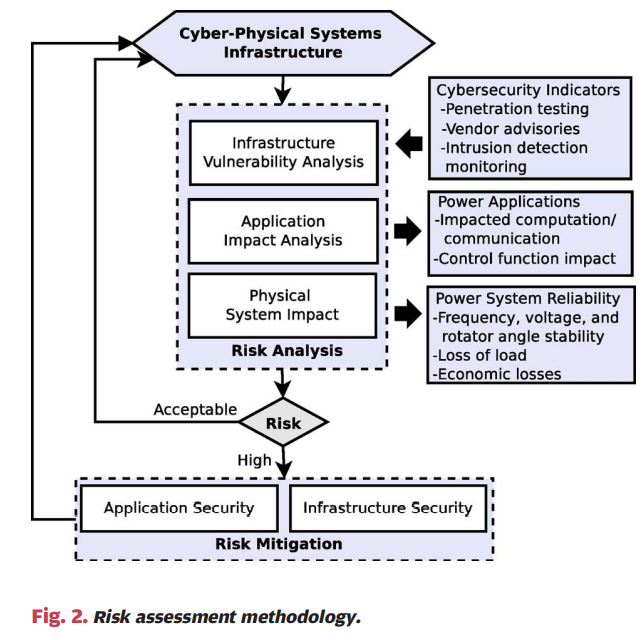 Cyber-Physical Systems
Infrastructure
Infrastructure
Vulnerability Analysis
Cybersecurity Indicators
-Penetration testing
-Vendor advisories
-Intrusion detection
monitoring
Application
Impact Analysis
Power Applications
-Impacted computation/
communication
-Control function impact
Physical
System Impact
Power System Reliability
-Frequency, voltage, and
rotator angle stability
-Loss of load
-Economic losses
Risk Analysis
Acceptable
Risk
High
Application Security
Infrastructure Security
Risk Mitigation
Fig. 2. Risk assessment methodology.